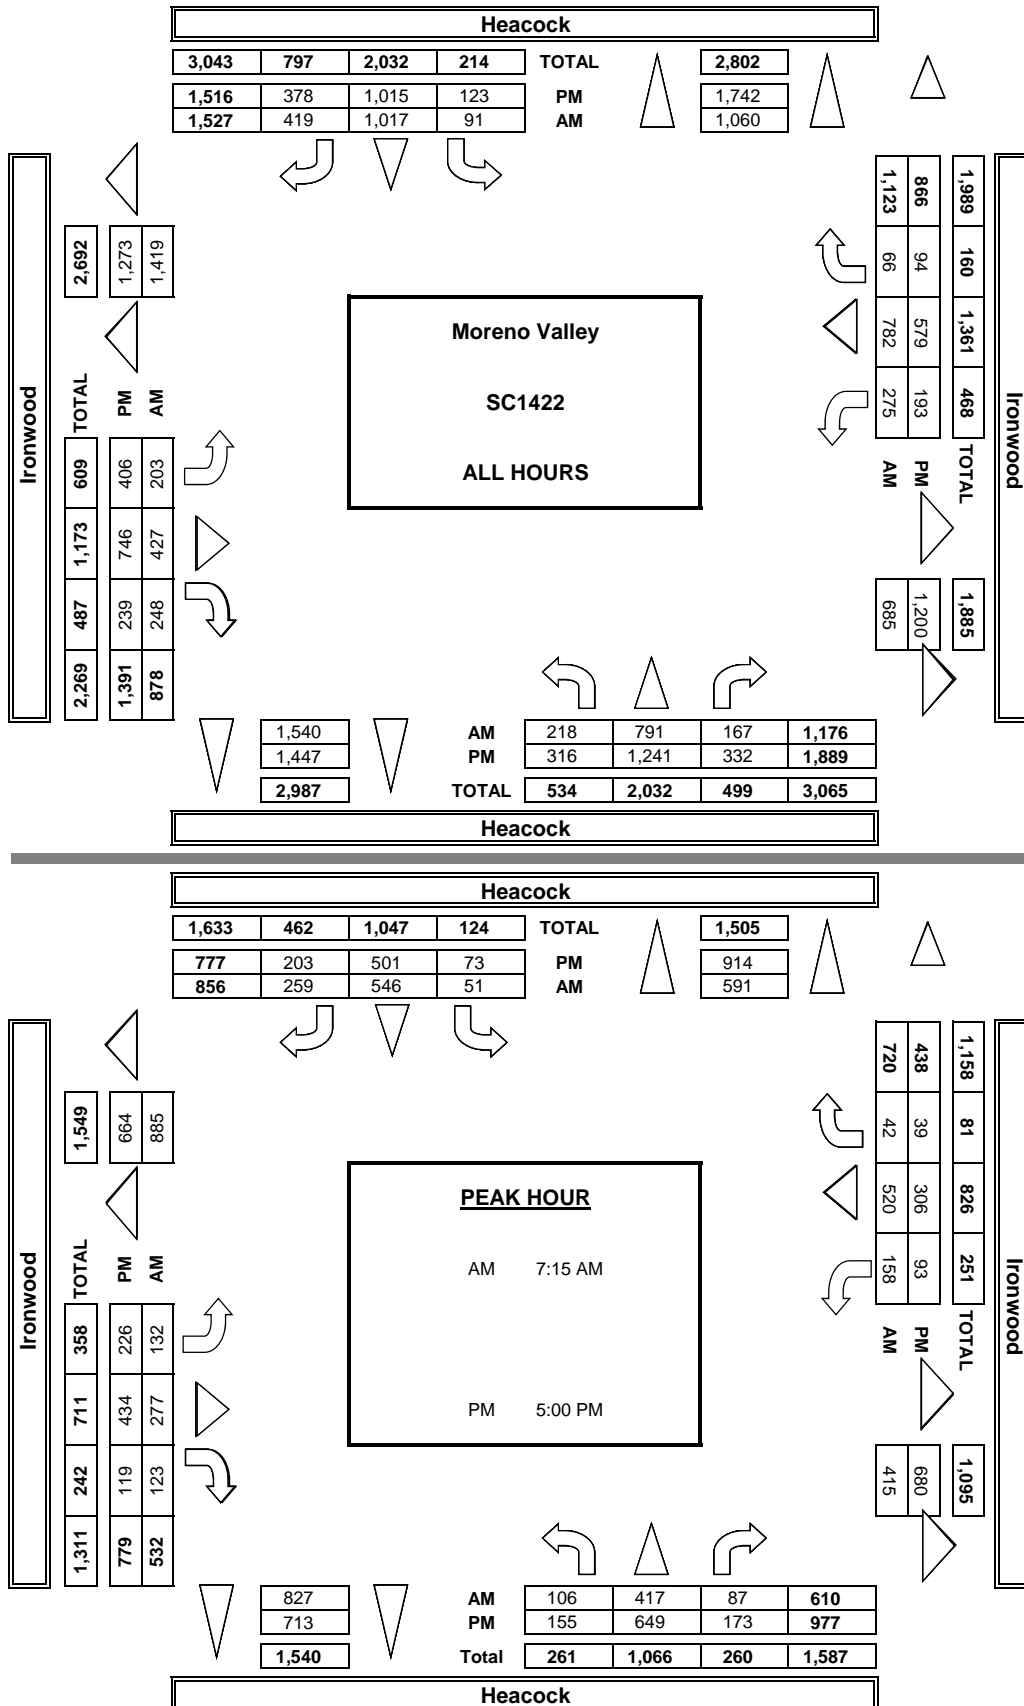 Heacock
3,043 797 2,032 214 TOTAL 2,802
1,516 378 1,015 123 PM 1,742
1,527 419 1,017 91 AM 1,060
Ironwood
2,692
1,273
1,419
TOTAL
PM
AM
609 1,173 487 2,269
406 746 239 1,391
203 427 248 878
Moreno Valley
SC1422
ALL HOURS
1,989 160 1,361 468 TOTAL 1,885
866 94 579 193 PM 1,200
1,123 66 782 275 AM 685
Ironwood
1,540 AM 218 791 167 1,176
1,447 PM 316 1,241 332 1,889
2,987 TOTAL 534 2,032 499 3,065
Heacock
Heacock
1,633 462 1,047 124 TOTAL 1,505
777 203 501 73 PM 914
856 259 546 51 AM 591
Ironwood
1,549
664
885
TOTAL
PM
AM
358 711 242 1,311
226 434 119 779
132 277 123 532
PEAK HOUR
AM 7:15 AM
PM 5:00 PM
1,158 81 826 251 TOTAL 1,095
438 39 306 93 PM 680
720 42 520 158 AM 415
Ironwood
827 AM 106 417 87 610
713 PM 155 649 173 977
1,540 Total 261 1,066 260 1,587
Heacock